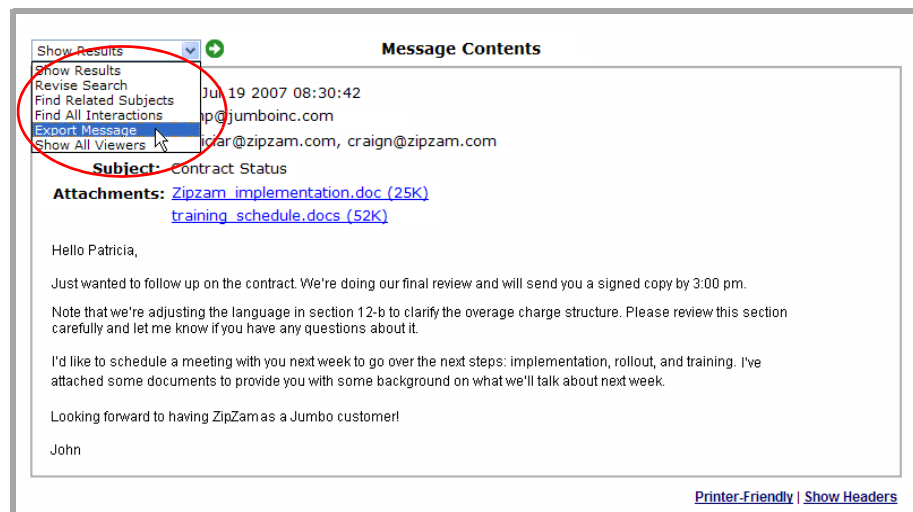 Show Results
Message Contents
Show Results
Revise Search
Find Related Subjects
Find All Interactions
Export Message
Show All Viewers
Jul 19 2007 08:30:42
mp@jumboinc.com
iciar@zipzam.com, craign@zipzam.com
Subject: Contract Status
Attachments: Zipzam_implementation.doc (25K)
training_schedule.docs (52K)
Hello Patricia,
Just wanted to follow up on the contract. We're doing our final review and will send you a signed copy by 3:00 pm.
Note that we're adjusting the language in section 12-b to clarify the overage charge structure. Please review this section
carefully and let me know if you have any questions about it.
I'd like to schedule a meeting with you next week to go over the next steps: implementation, rollout, and training. I've
attached some documents to provide you with some background on what we'll talk about next week.
Looking forward to having ZipZam as a Jumbo customer!
John
Printer-Friendly | Show Headers